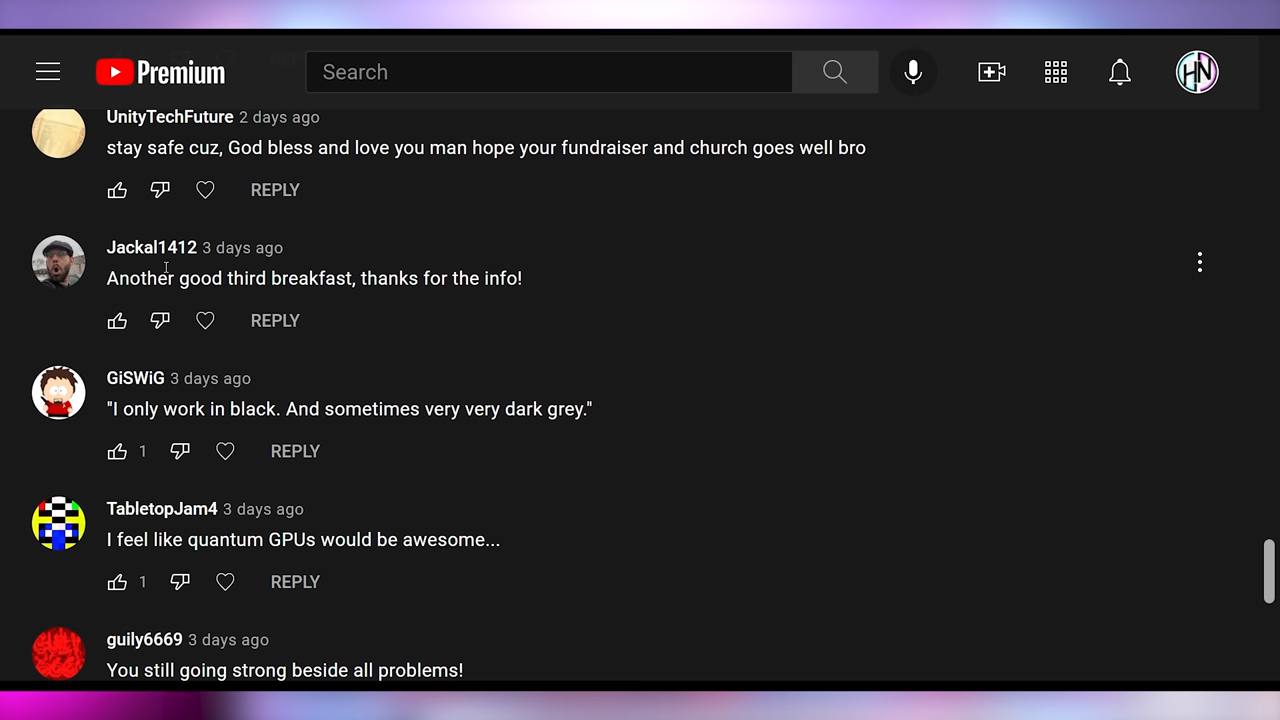 Premium
Search
HN
UnityTechFuture 2 days ago
stay safe cuz, God bless and love you man hope your fundraiser and church goes well bro
REPLY
Jackal1412 3 days ago
Another good third breakfast, thanks for the info!
REPLY
GiSWiG 3 days ago
"I only work in black. And sometimes very very dark grey."
1 REPLY
TabletopJam4 3 days ago
I feel like quantum GPUs would be awesome...
1 REPLY
guily6669 3 days ago
You still going strong beside all problems!